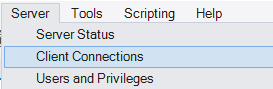 Server Tools Scripting Help
Server Status
Client Connections
Users and Privileges